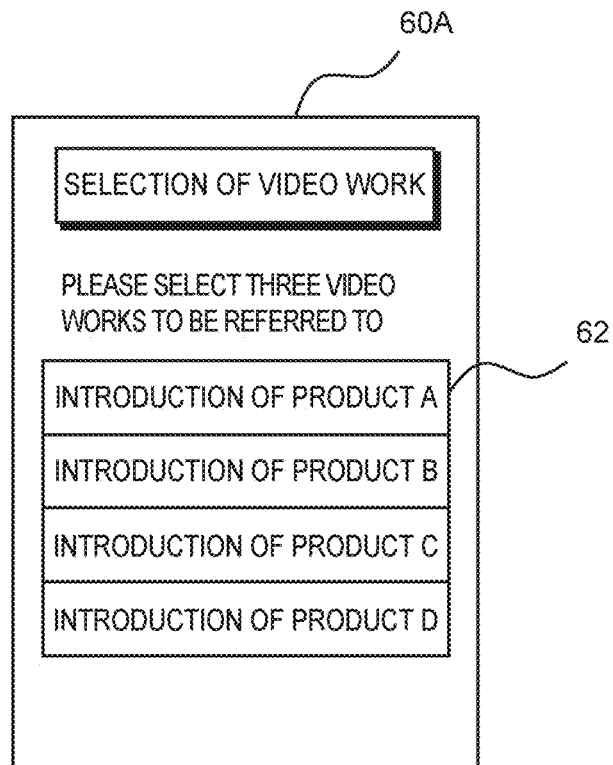 60A
SELECTION OF VIDEO WORK
PLEASE SELECT THREE VIDEO
WORKS TO BE REFERRED TO
62
INTRODUCTION OF PRODUCT A
INTRODUCTION OF PRODUCT B
INTRODUCTION OF PRODUCT C
INTRODUCTION OF PRODUCT D